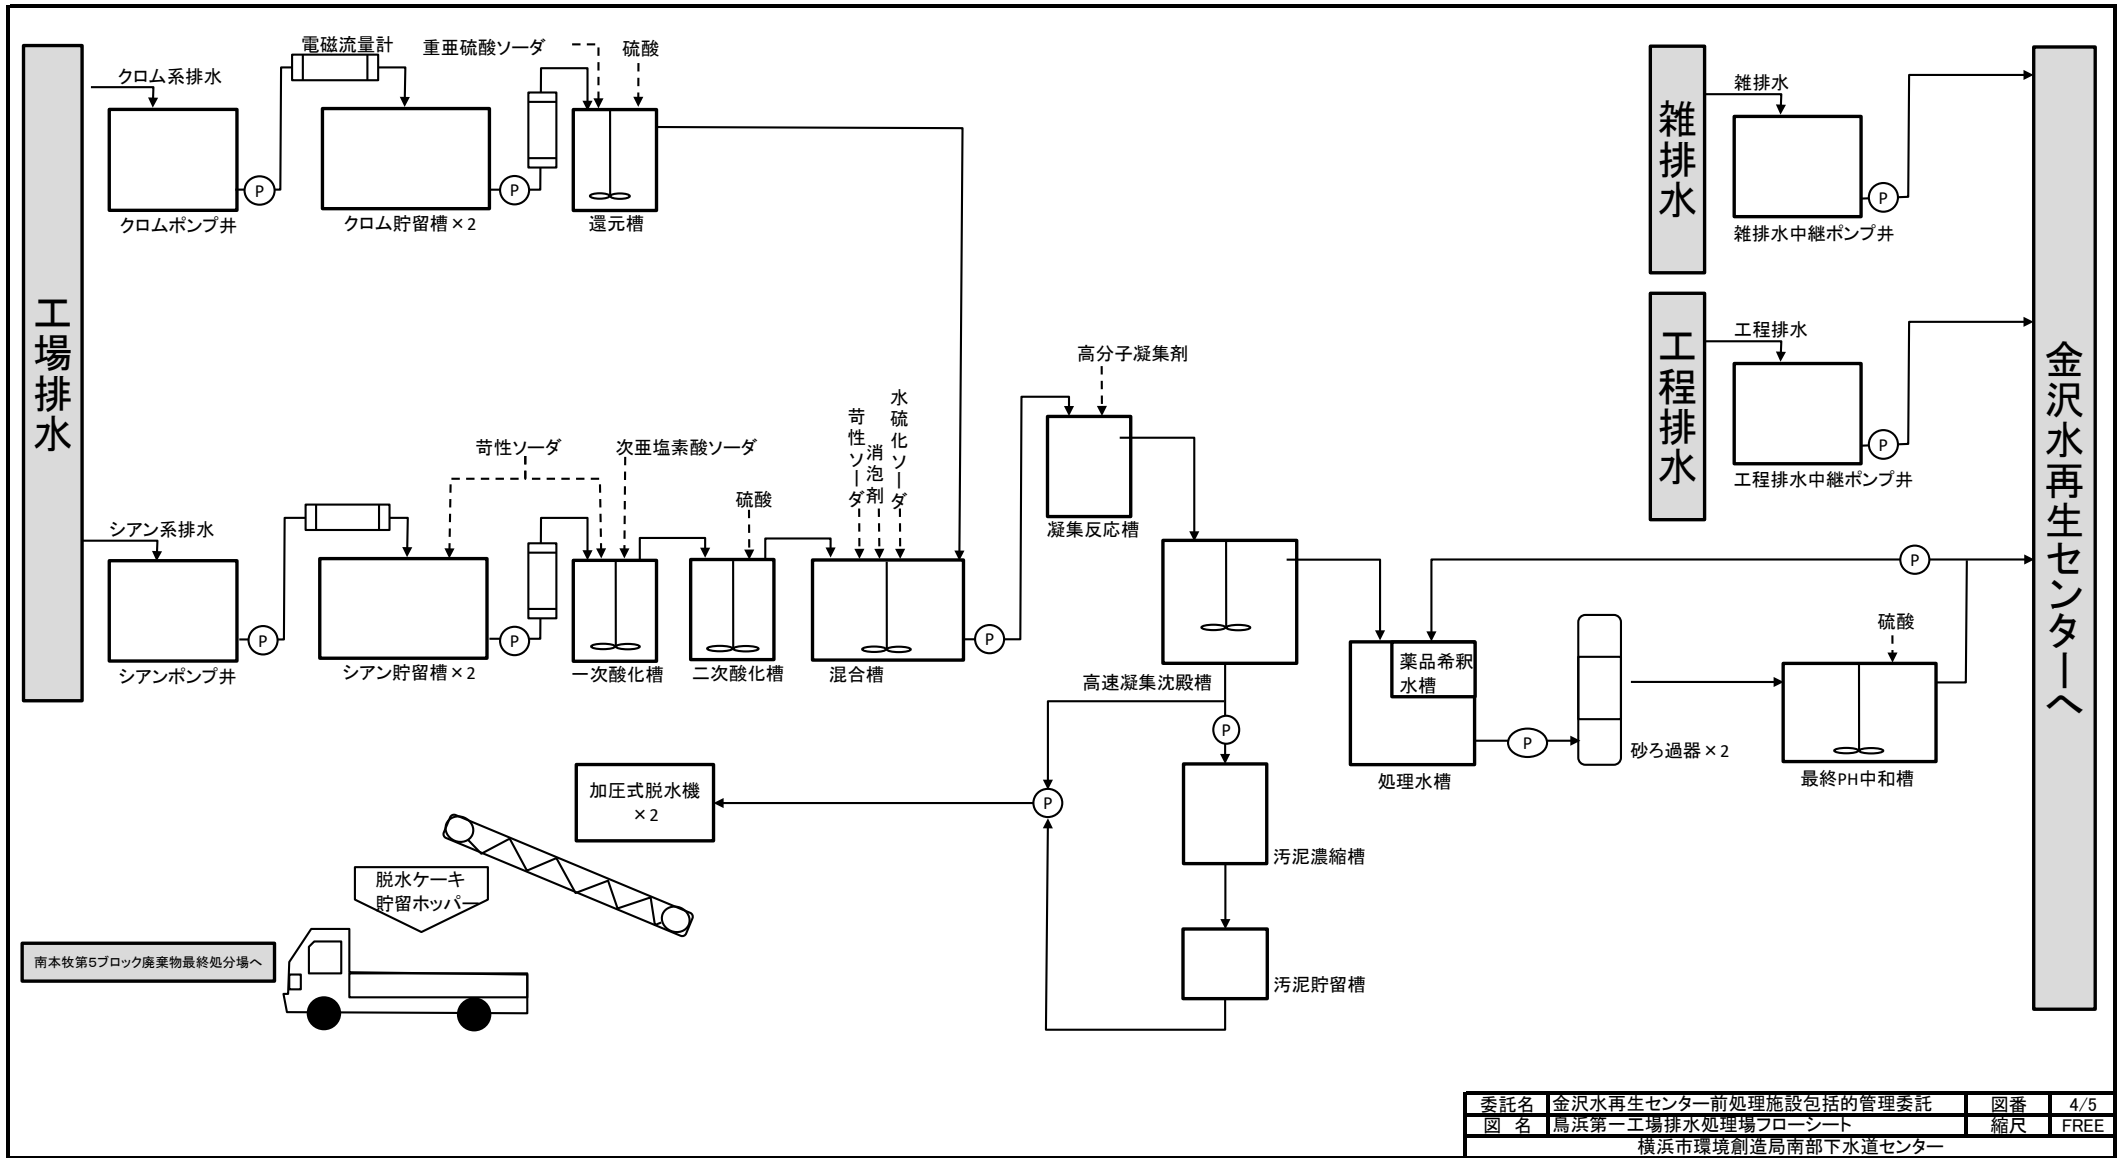 工場排水
クロム系排水
電磁流量計
重亜硫酸ソーダ
硫酸
P
P
クロムポンプ井
クロム貯留槽×2
還元槽
雑排水
雑排水
P
雑排水中継ポンプ井
工程排水
工程排水
P
工程排水中継ポンプ井
金沢水再生センターへ
シアン系排水
苛性ソーダ
次亜塩素酸ソーダ
硫酸
苛性ソーダ
消泡剤
水硫化ソーダ
高分子凝集剤
凝集反応槽
P
P
P
シアンポンプ井
シアン貯留槽×2
一次酸化槽
二次酸化槽
混合槽
高速凝集沈殿槽
P
薬品希釈
水槽
P
処理水槽
砂ろ過器×2
硫酸
最終PH中和槽
P
加圧式脱水機
×2
P
汚泥濃縮槽
汚泥貯留槽
脱水ケーキ
貯留ホッパー
南本牧第5ブロック廃棄物最終処分場へ
委託名 金沢水再生センター前処理施設包括的管理委託 図番 4/5
図 名 鳥浜第一工場排水処理場フローシート 縮尺 FREE
横浜市環境創造局南部下水道センター